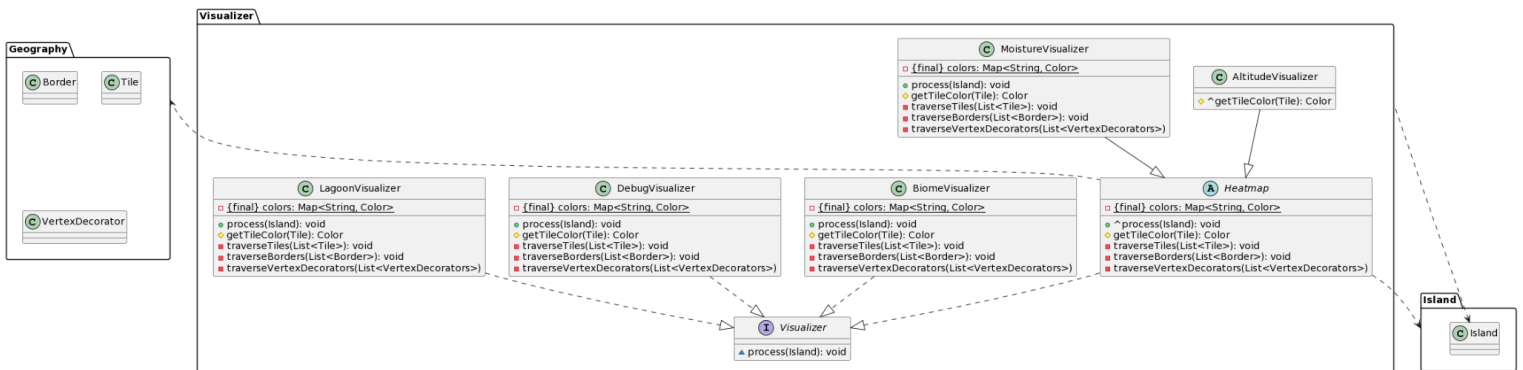 Visualizer
Geography
C Border
C Tile
C VertexDecorator
C MoistureVisualizer
{final} colors: Map<String, Color>
process(Island): void
getTileColor(Tile): Color
traverseTiles(List<Tile>): void
traverseBorders(List<Border>): void
traverseVertexDecorators(List<VertexDecorators>)
C AltitudeVisualizer
^getTileColor(Tile): Color
C LagoonVisualizer
{final} colors: Map<String, Color>
process(Island): void
getTileColor(Tile): Color
traverseTiles(List<Tile>): void
traverseBorders(List<Border>): void
traverseVertexDecorators(List<VertexDecorators>)
C DebugVisualizer
{final} colors: Map<String, Color>
process(Island): void
getTileColor(Tile): Color
traverseTiles(List<Tile>): void
traverseBorders(List<Border>): void
traverseVertexDecorators(List<VertexDecorators>)
C BiomeVisualizer
{final} colors: Map<String, Color>
process(Island): void
getTileColor(Tile): Color
traverseTiles(List<Tile>): void
traverseBorders(List<Border>): void
traverseVertexDecorators(List<VertexDecorators>)
A Heatmap
{final} colors: Map<String, Color>
^process(Island): void
getTileColor(Tile): Color
traverseTiles(List<Tile>): void
traverseBorders(List<Border>): void
traverseVertexDecorators(List<VertexDecorators>)
I Visualizer
process(Island): void
Island
C Island